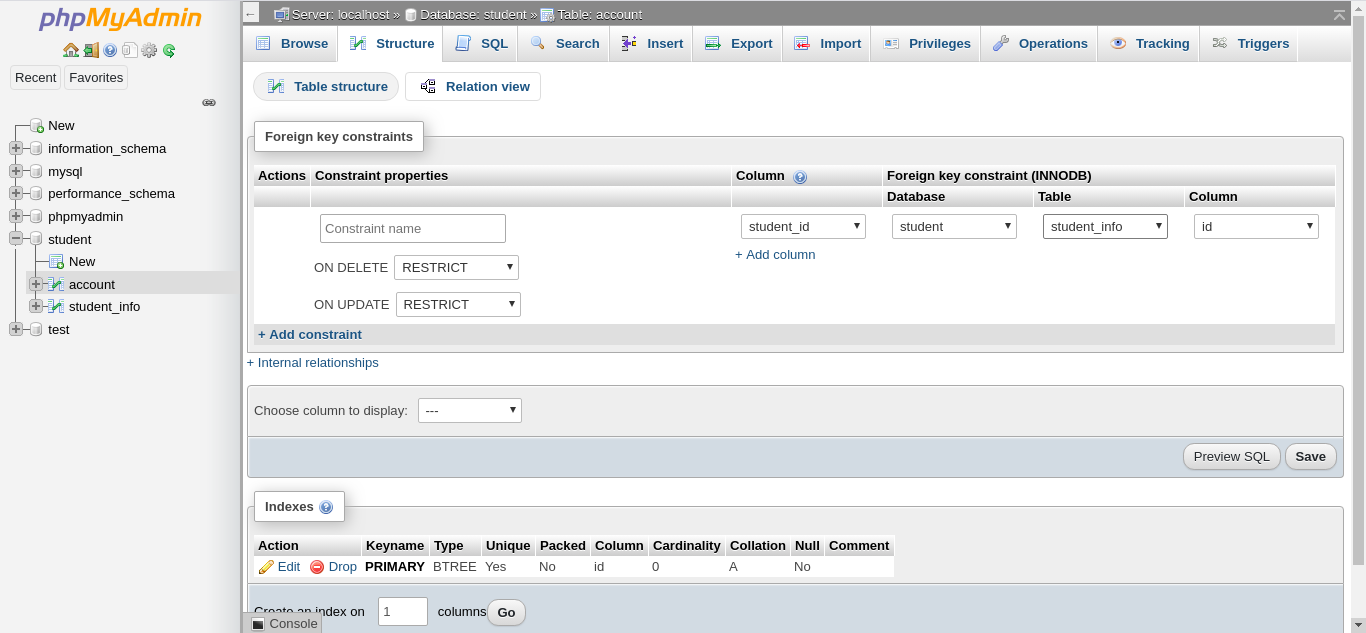 phpMyAdmin
Recent Favorites
New
information_schema
mysql
performance_schema
phpmyadmin
student
New
account
student_info
test
← Server: localhost » Database: student » Table: account
Browse Structure SQL Search Insert Export Import Privileges Operations Tracking Triggers
Table structure Relation view
Foreign key constraints
Actions Constraint properties Column Foreign key constraint (INNODB)
Database Table Column
Constraint name student_id student student_info id
+ Add column
ON DELETE RESTRICT
ON UPDATE RESTRICT
+ Add constraint
+ Internal relationships
Choose column to display: ---
Preview SQL Save
Indexes
Action Keyname Type Unique Packed Column Cardinality Collation Null Comment
Edit Drop PRIMARY BTREE Yes No id 0 A No
Create an index on 1 columns Go
Console